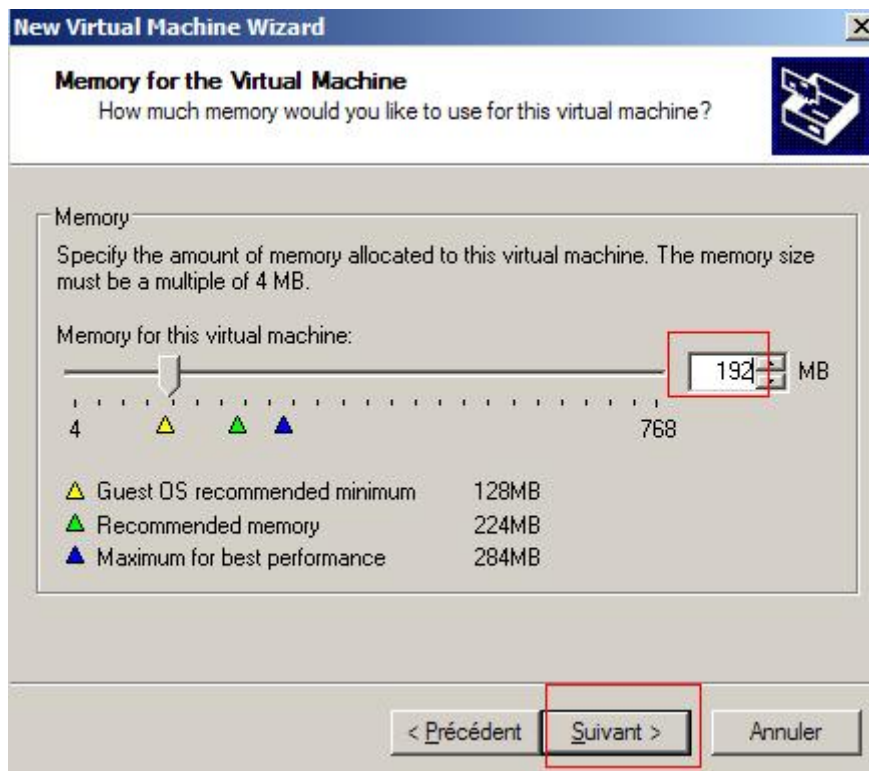 New Virtual Machine Wizard
Memory for the Virtual Machine
How much memory would you like to use for this virtual machine?
Memory
Specify the amount of memory allocated to this virtual machine. The memory size
must be a multiple of 4 MB.
Memory for this virtual machine:
192 MB
4 768
Guest OS recommended minimum 128MB
Recommended memory 224MB
Maximum for best performance 284MB
< Précédent Suivant > Annuler